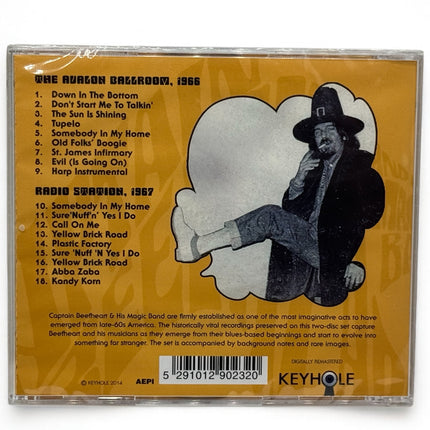 THE AVALON BALLROOM, 1966
1. Down In The Bottom
2. Don't Start Me To Talkin'
3. The Sun Is Shining
4. Tupelo
5. Somebody In My Home
6. Old Folks' Boogie
7. St. James Infirmary
8. Evil (Is Going On)
9. Harp Instrumental
RADIO STATION, 1967
10. Somebody In My Home
11. Sure'Nuff'n' Yes I Do
12. Call On Me
13. Yellow Brick Road
14. Plastic Factory
15. Sure 'Nuff 'N Yes I Do
16. Yellow Brick Road
17. Abba Zaba
18. Kandy Korn
Captain Beefheart & His Magic Band are firmly established as one of the most imaginative acts to have
emerged from late-60s America. The historically vital recordings preserved on this two-disc set capture
Beefheart and his musicians as they emerge from their blues-based beginnings and start to evolve into
something far stranger. The set is accompanied by background notes and rare images.
© KEYHOLE 2014
AEPI
5 291012 902320
DIGITALLY REMASTERED
KEYHOLE